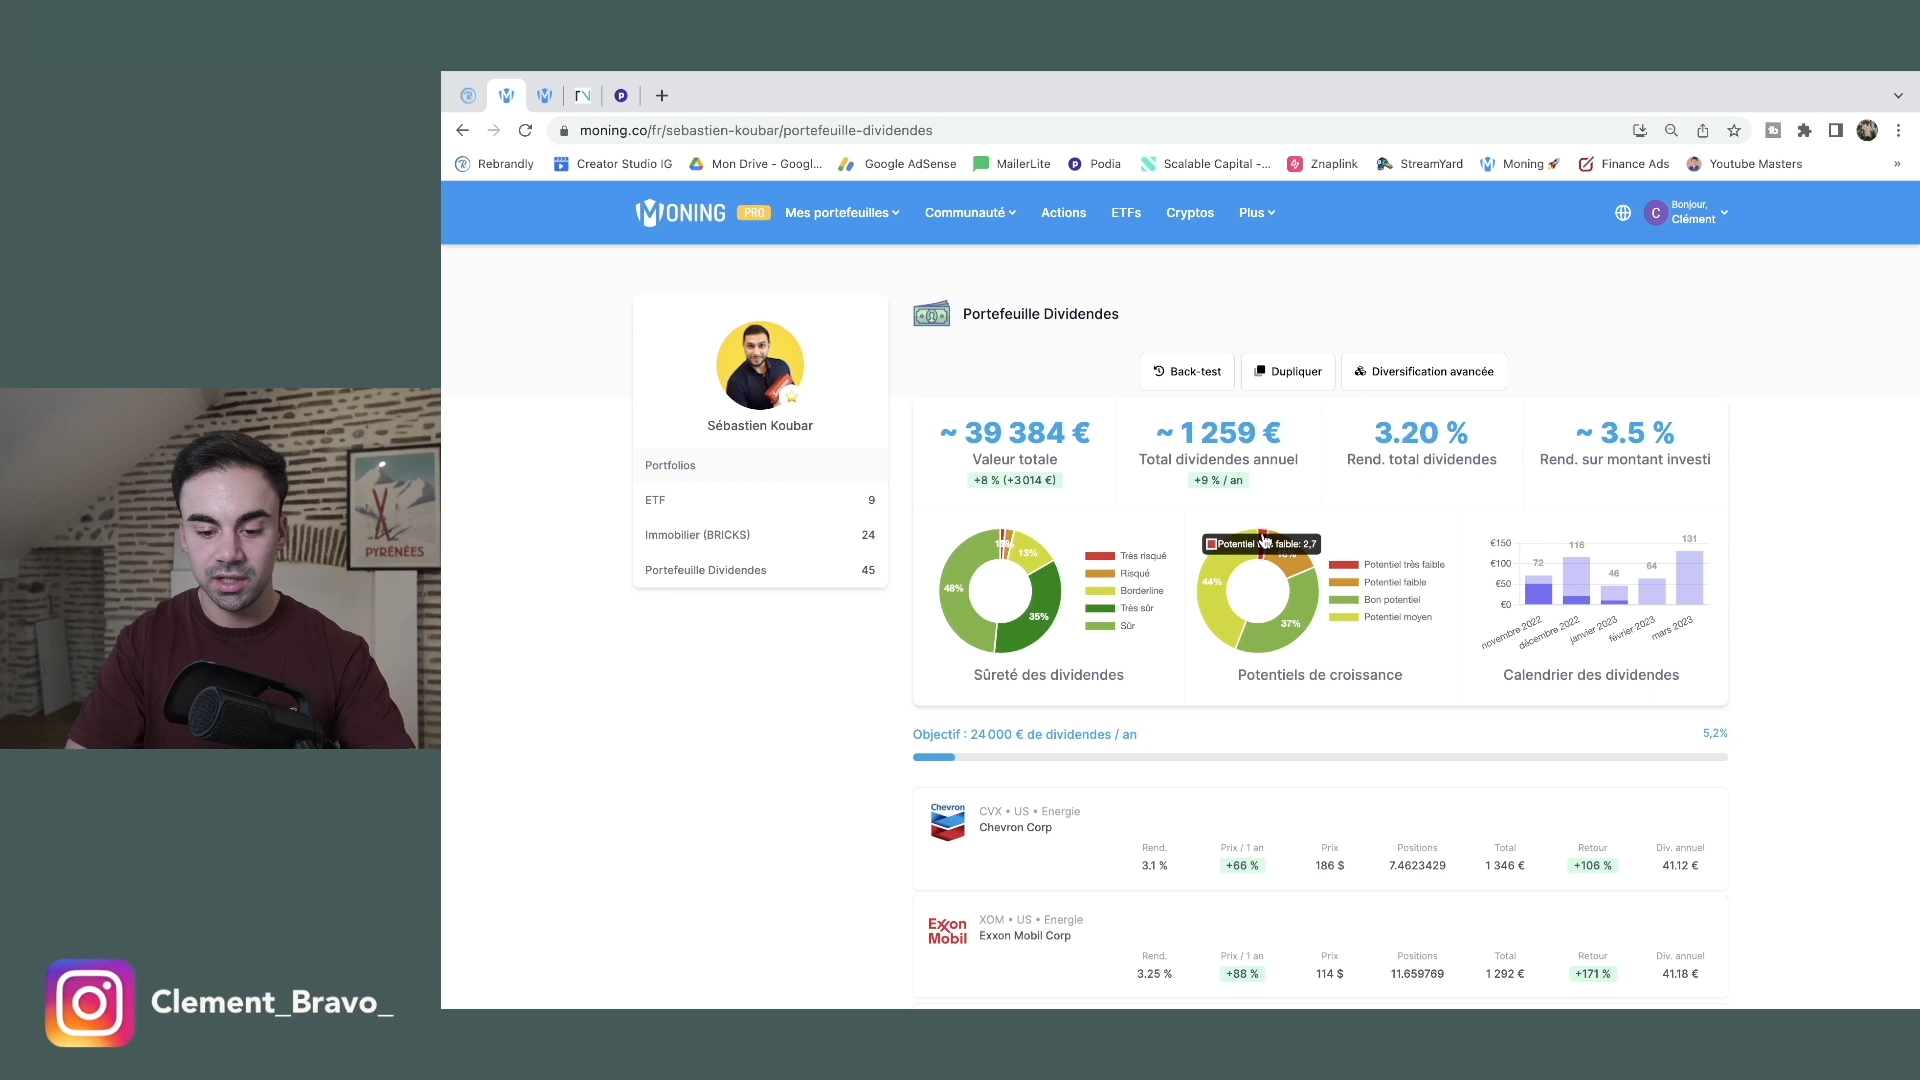 moning.co/fr/sebastien-koubar/portefeuille-dividendes
Rebrandly
Creator Studio IG
Mon Drive - Googl...
Google AdSense
MailerLite
Podia
Scalable Capital -...
Znaplink
StreamYard
Moning 🚀
Finance Ads
Youtube Masters
»
MONING
PRO
Mes portefeuilles
Communauté
Actions
ETFs
Cryptos
Plus
C
Bonjour,
Clément
Portefeuille Dividendes
Back-test
Dupliquer
Diversification avancée
Sébastien Koubar
Portfolios
ETF 9
Immobilier (BRICKS) 24
Portefeuille Dividendes 45
~ 39 384 €
Valeur totale
+8 % (+3 014 €)
~ 1 259 €
Total dividendes annuel
+9 % / an
3.20 %
Rend. total dividendes
~ 3.5 %
Rend. sur montant investi
13%
35%
48%
Très risqué
Risqué
Borderline
Très sûr
Sûr
Sûreté des dividendes
faible: 2,7
44%
37%
Potentiel très faible
Potentiel faible
Bon potentiel
Potentiel moyen
Potentiels de croissance
€150
€100
€50
€0
72
116
46
64
131
novembre 2022
décembre 2022
janvier 2023
février 2023
mars 2023
Calendrier des dividendes
Objectif : 24 000 € de dividendes / an
5,2%
Chevron
CVX • US • Energie
Chevron Corp
Rend. Prix / 1 an Prix Positions Total Retour Div. annuel
3.1 % +66 % 186 $ 7.4623429 1 346 € +106 % 41.12 €
Exxon
Mobil
XOM • US • Energie
Exxon Mobil Corp
Rend. Prix / 1 an Prix Positions Total Retour Div. annuel
3.25 % +88 % 114 $ 11.659769 1 292 € +171 % 41.18 €
PYRÉNÉES
Clement_Bravo_